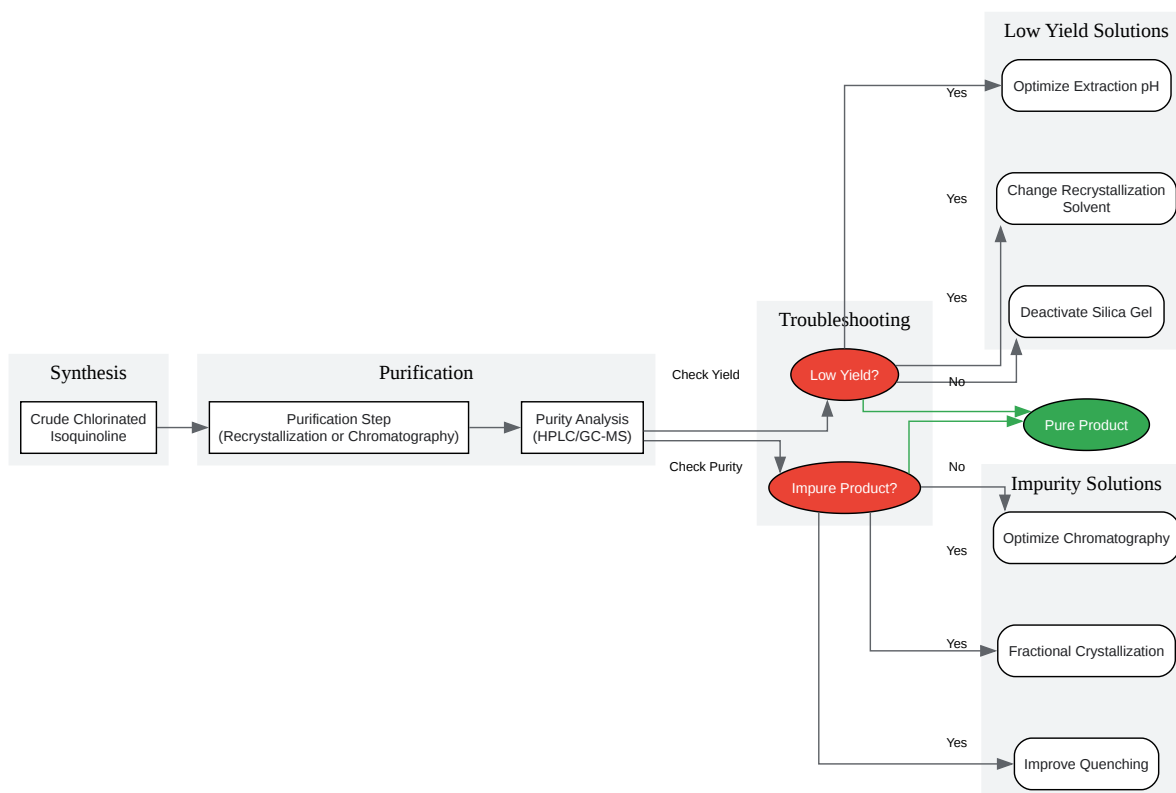 Low Yield Solutions
Optimize Extraction pH
Yes
Change Recrystallization
Solvent
Yes
Deactivate Silica Gel
Yes
Troubleshooting
Synthesis
Purification
Check Yield
Low Yield?
No
Crude Chlorinated
Isoquinoline
Purification Step
(Recrystallization or Chromatography)
Purity Analysis
(HPLC/GC-MS)
Pure Product
Check Purity
No
Impure Product?
Impurity Solutions
Optimize Chromatography
Yes
Yes
Fractional Crystallization
Yes
Improve Quenching